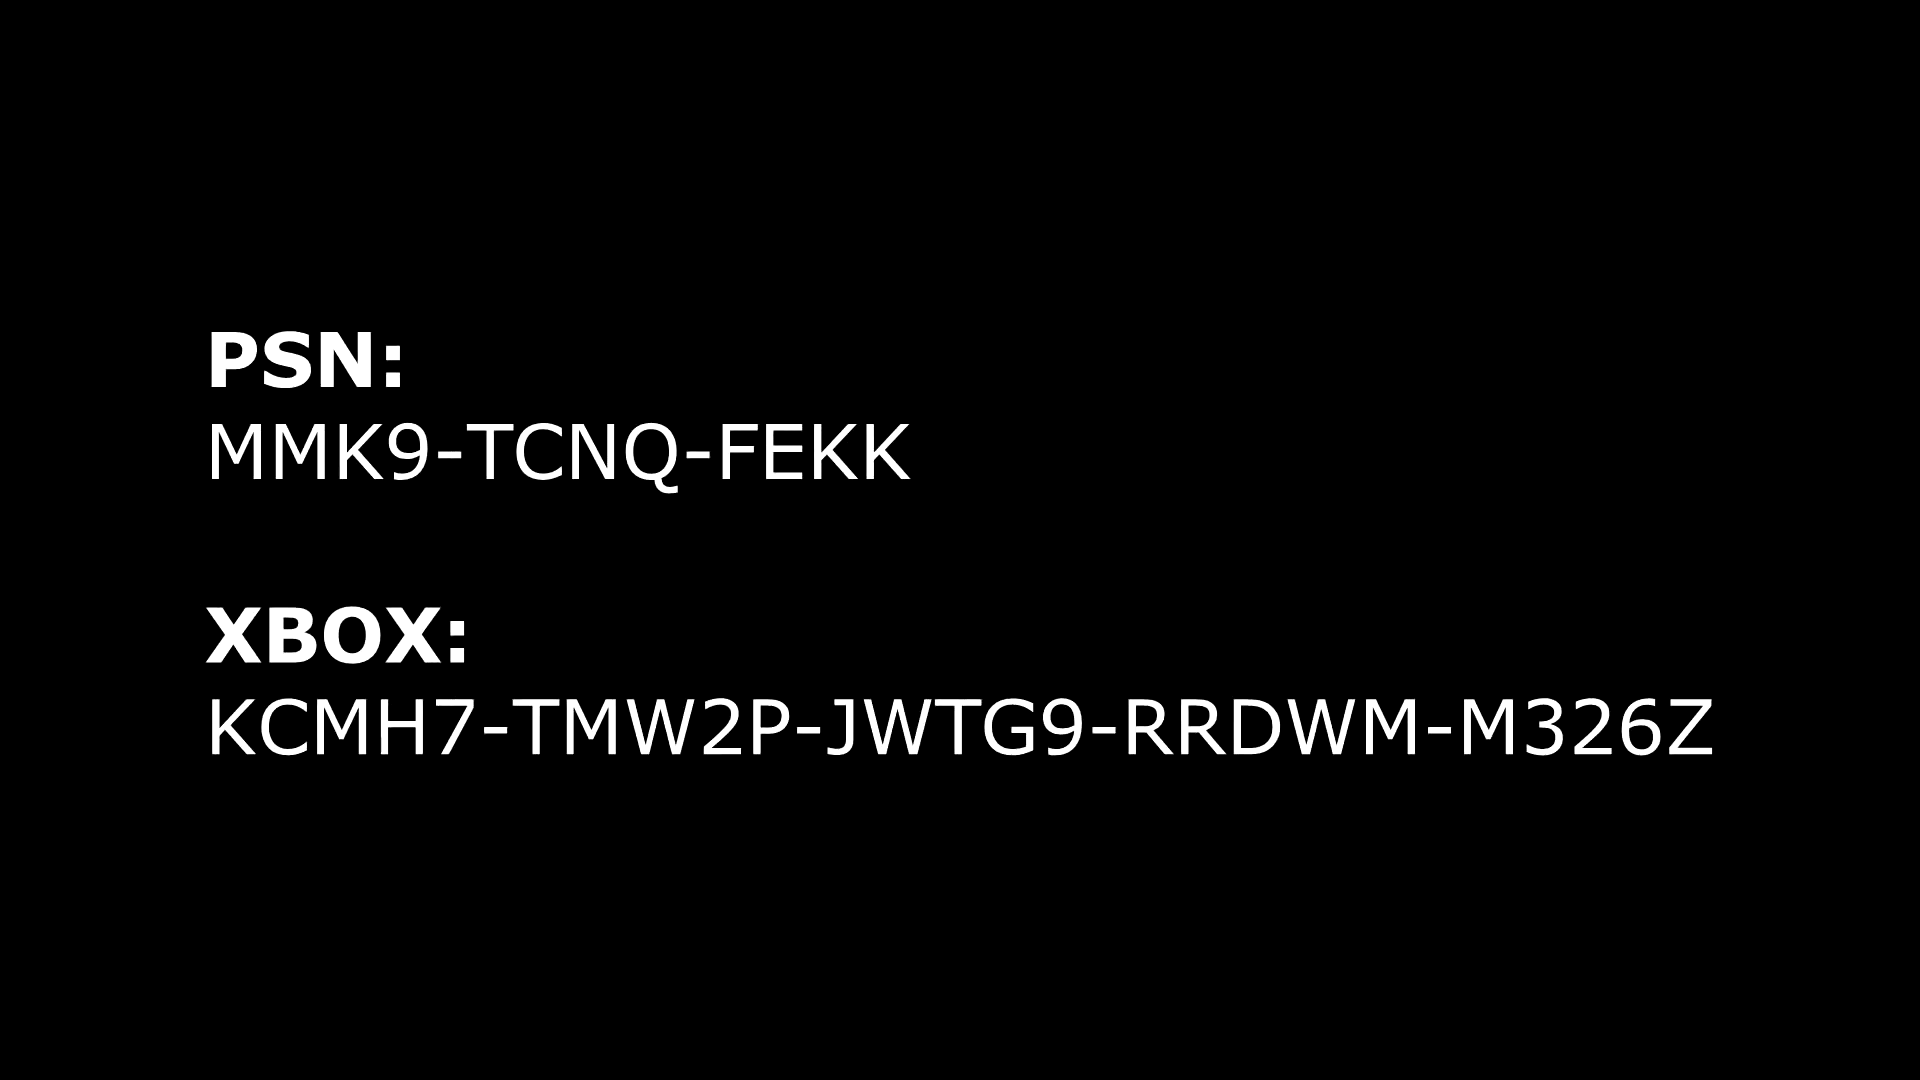 PSN:
MMK9-TCNQ-FEKK
XBOX:
KCMH7-TMW2P-JWTG9-RRDWM-M326Z